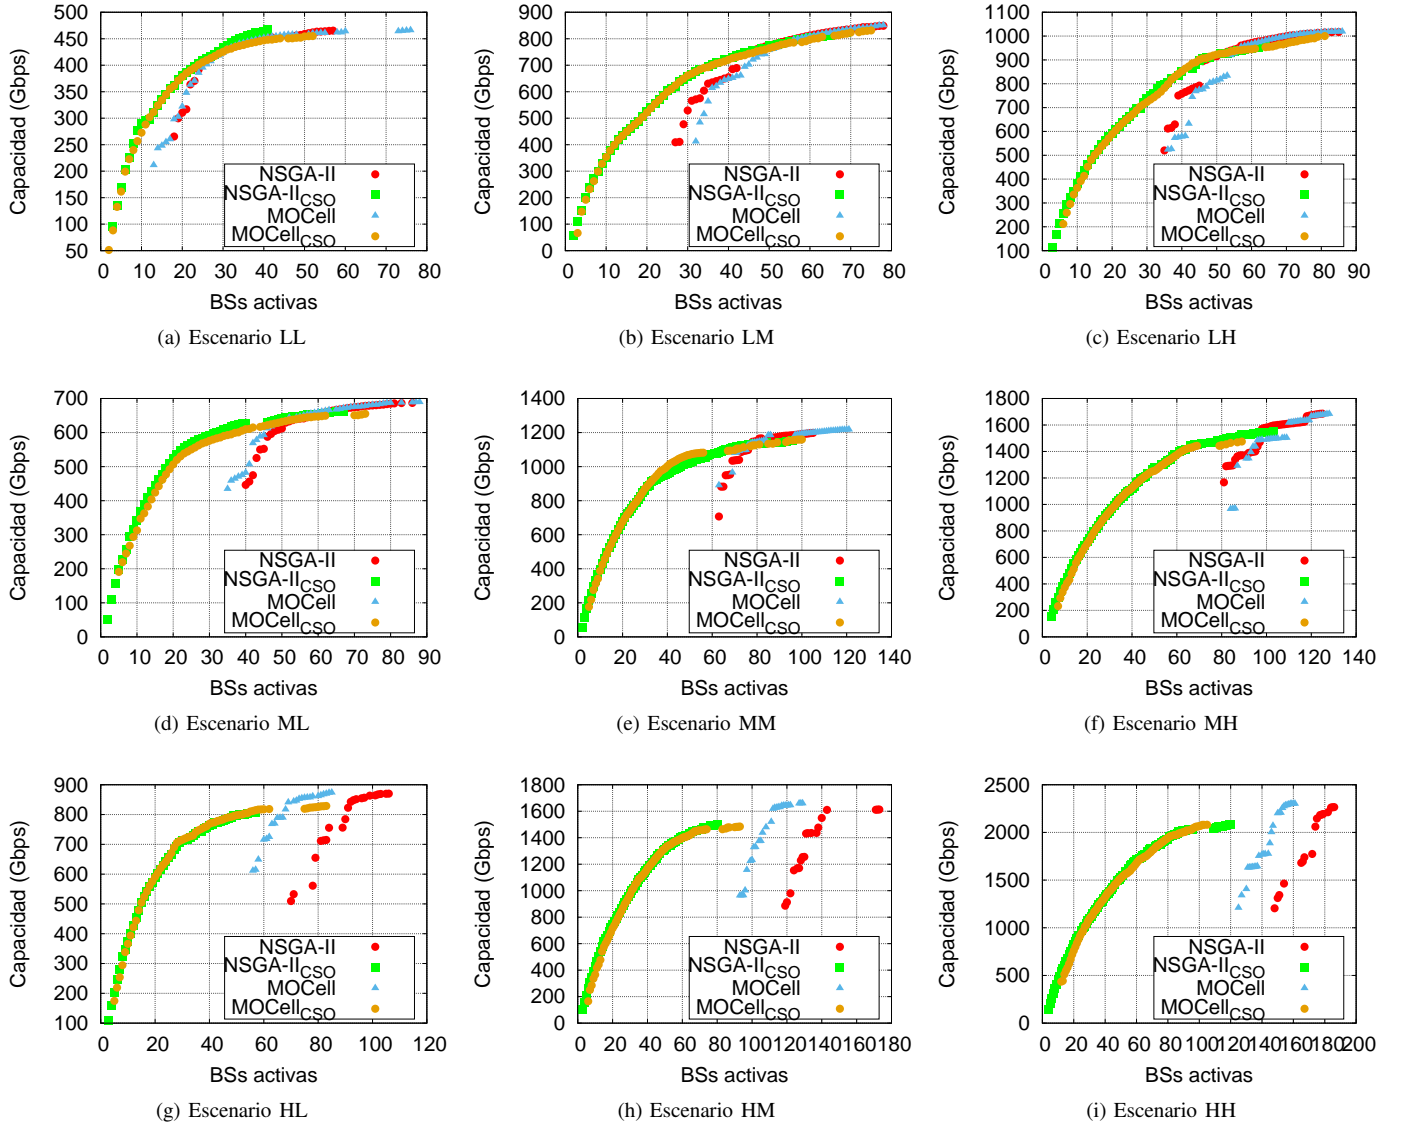 500
450
400
350
300
250
200
150
100
50
0 10 20 30 40 50 60 70 80
Capacidad (Gbps)
BSs activas
NSGA-II
NSGA-IICSO
MOCell
MOCellCSO
(a) Escenario LL
900
800
700
600
500
400
300
200
100
0
0 10 20 30 40 50 60 70 80
Capacidad (Gbps)
BSs activas
NSGA-II
NSGA-IICSO
MOCell
MOCellCSO
(b) Escenario LM
1100
1000
900
800
700
600
500
400
300
200
100
0 10 20 30 40 50 60 70 80 90
Capacidad (Gbps)
BSs activas
NSGA-II
NSGA-IICSO
MOCell
MOCellCSO
(c) Escenario LH
700
600
500
400
300
200
100
0
0 10 20 30 40 50 60 70 80 90
Capacidad (Gbps)
BSs activas
NSGA-II
NSGA-IICSO
MOCell
MOCellCSO
(d) Escenario ML
1400
1200
1000
800
600
400
200
0
0 20 40 60 80 100 120 140
Capacidad (Gbps)
BSs activas
NSGA-II
NSGA-IICSO
MOCell
MOCellCSO
(e) Escenario MM
1800
1600
1400
1200
1000
800
600
400
200
0
0 20 40 60 80 100 120 140
Capacidad (Gbps)
BSs activas
NSGA-II
NSGA-IICSO
MOCell
MOCellCSO
(f) Escenario MH
900
800
700
600
500
400
300
200
100
0 20 40 60 80 100 120
Capacidad (Gbps)
BSs activas
NSGA-II
NSGA-IICSO
MOCell
MOCellCSO
(g) Escenario HL
1800
1600
1400
1200
1000
800
600
400
200
0
0 20 40 60 80 100 120 140 160 180
Capacidad (Gbps)
BSs activas
NSGA-II
NSGA-IICSO
MOCell
MOCellCSO
(h) Escenario HM
2500
2000
1500
1000
500
0
0 20 40 60 80 100 120 140 160 180 200
Capacidad (Gbps)
BSs activas
NSGA-II
NSGA-IICSO
MOCell
MOCellCSO
(i) Escenario HH